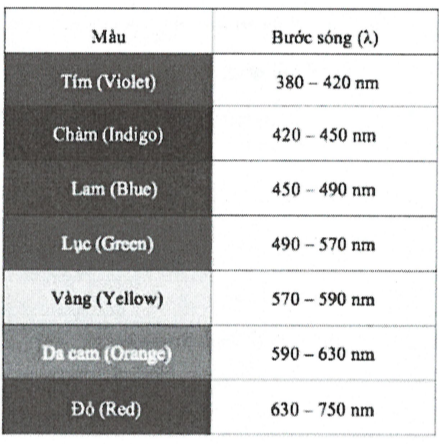 Màu Bước sóng (λ)
Tím (Violet) 380 – 420 nm
Chàm (Indigo) 420 – 450 nm
Lam (Blue) 450 – 490 nm
Lục (Green) 490 – 570 nm
Vàng (Yellow) 570 – 590 nm
Da cam (Orange) 590 – 630 nm
Đỏ (Red) 630 – 750 nm